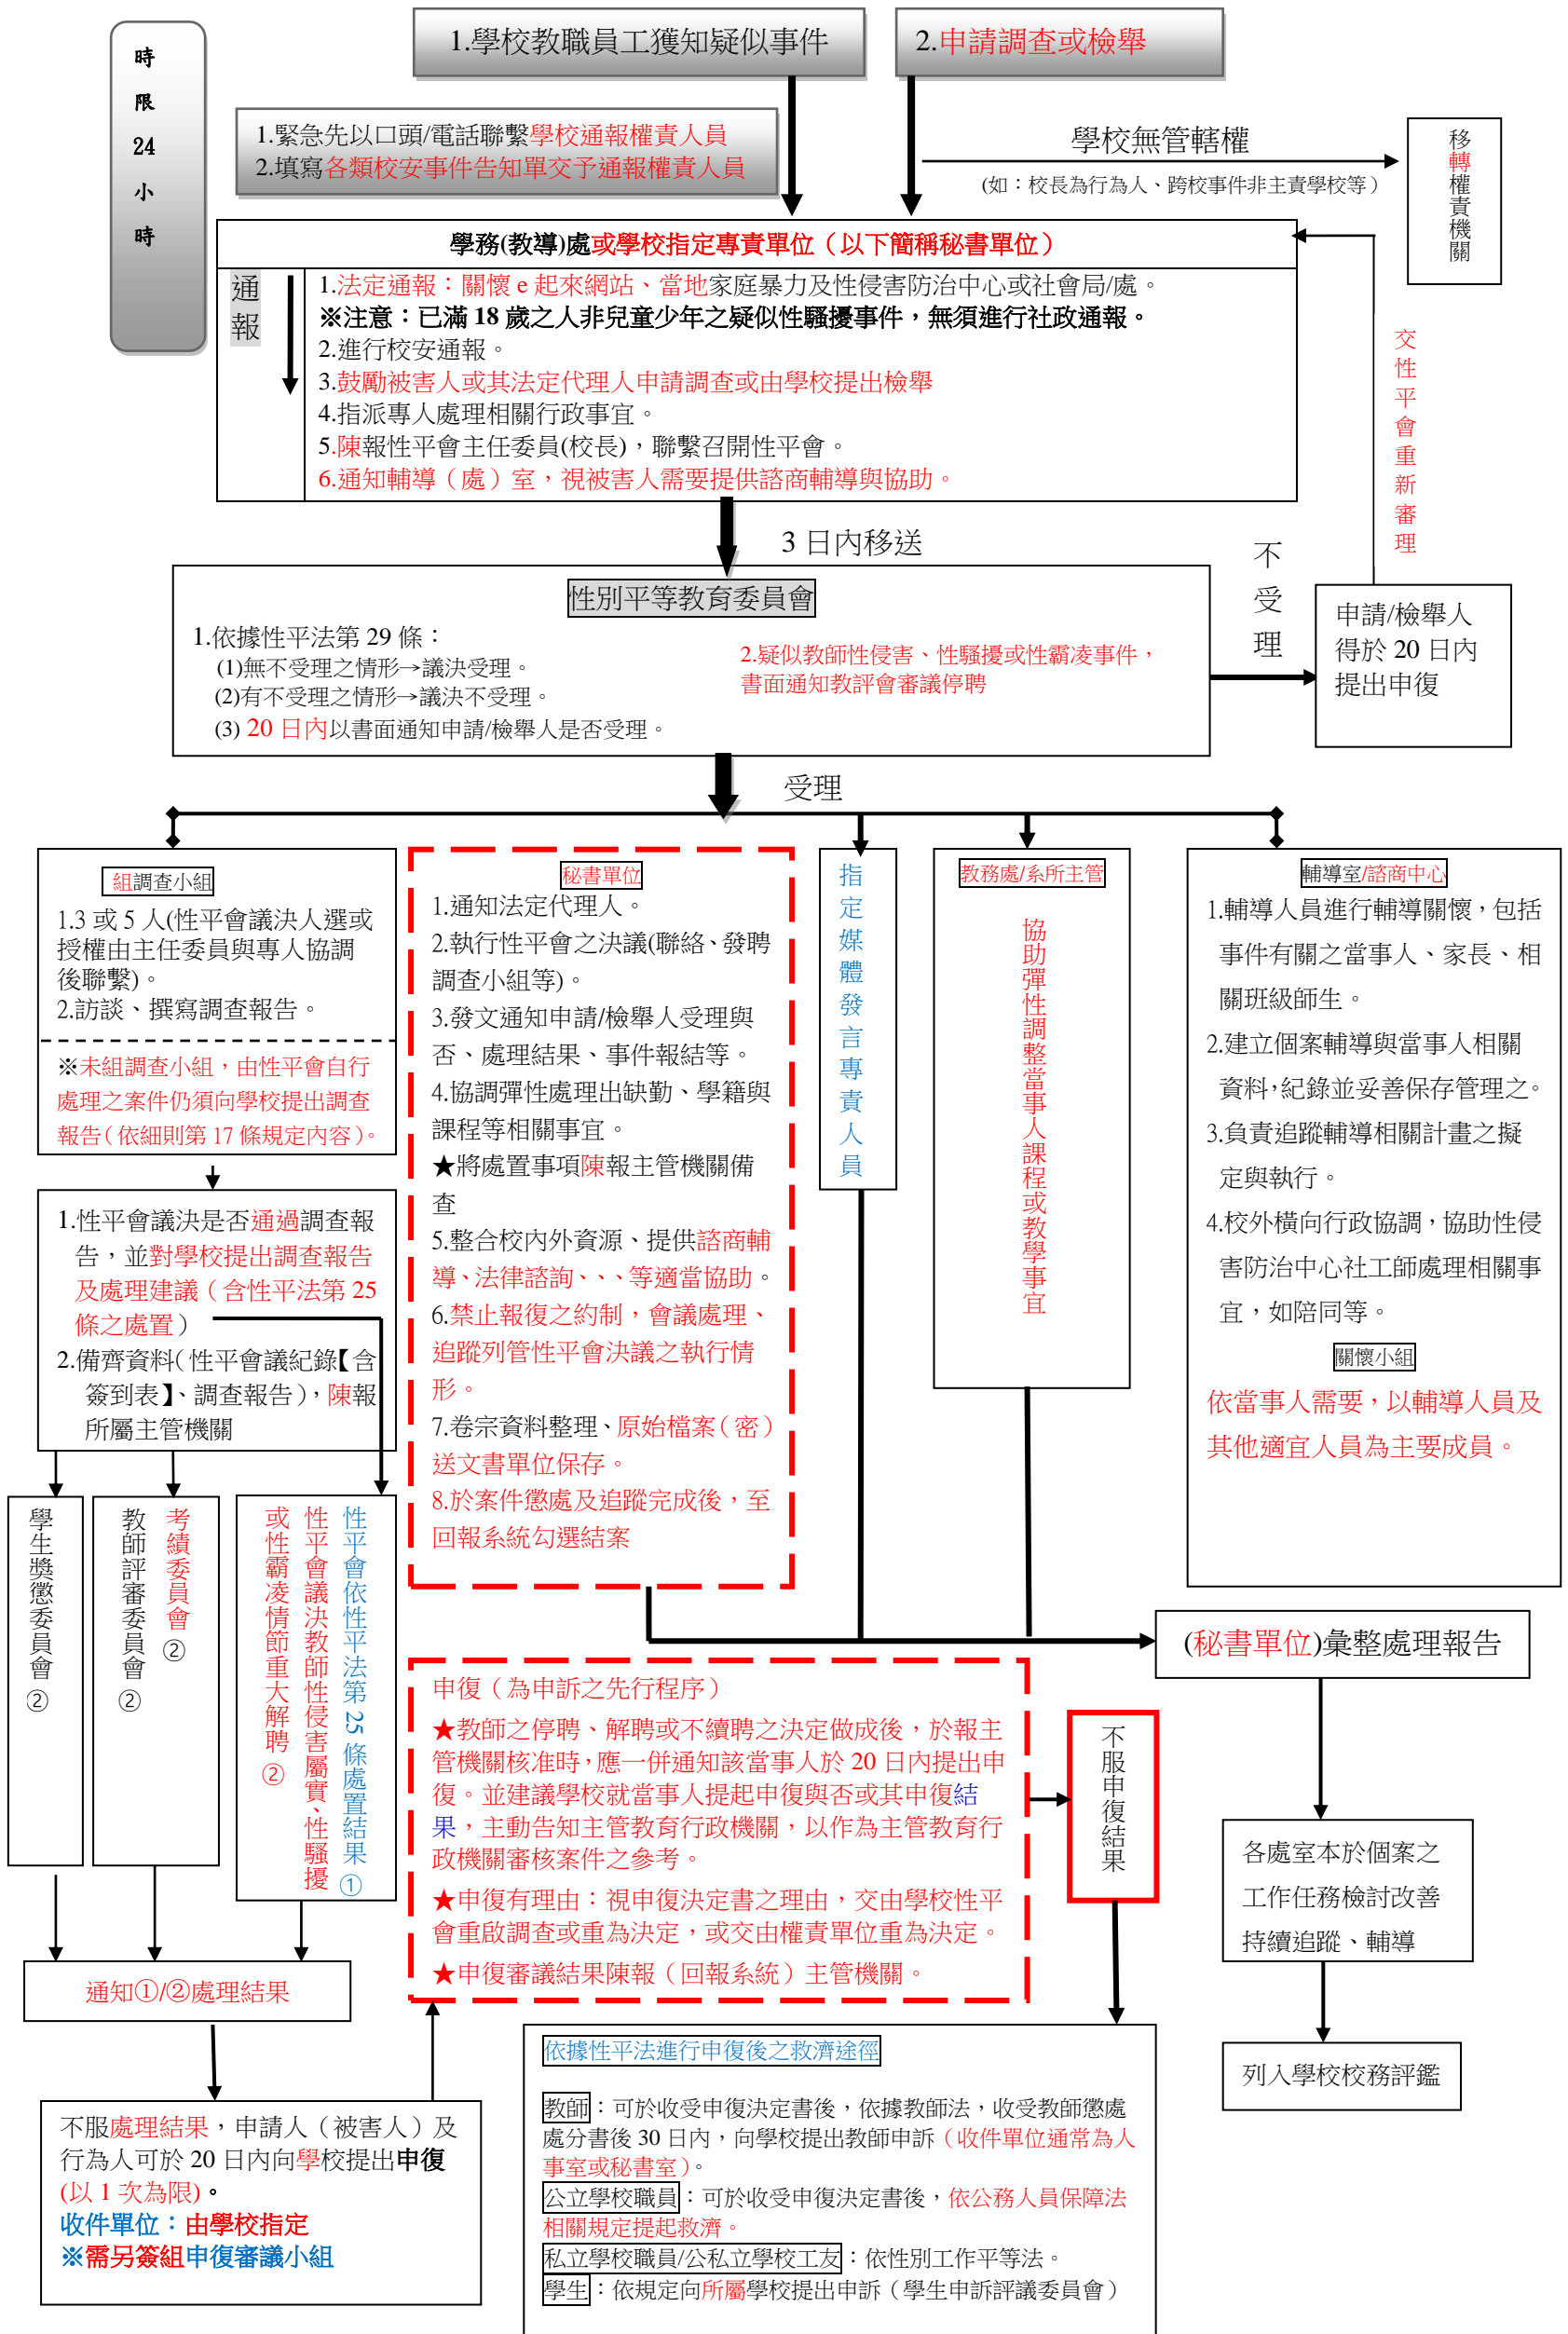 時
限
24
小
時
1.學校教職員工獲知疑似事件
2.申請調查或檢舉
1.緊急先以口頭/電話聯繫學校通報權責人員
2.填寫各類校安事件告知單交予通報權責人員
學校無管轄權
(如：校長為行為人、跨校事件非主責學校等）
移轉權責機關
學務(教導)處或學校指定專責單位（以下簡稱秘書單位）
通報
1.法定通報：關懷 e 起來網站、當地家庭暴力及性侵害防治中心或社會局/處。
※注意：已滿 18 歲之人非兒童少年之疑似性騷擾事件，無須進行社政通報。
2.進行校安通報。
3.鼓勵被害人或其法定代理人申請調查或由學校提出檢舉
4.指派專人處理相關行政事宜。
5.陳報性平會主任委員(校長)，聯繫召開性平會。
6.通知輔導（處）室，視被害人需要提供諮商輔導與協助。
交性平會重新審理
3 日內移送
性別平等教育委員會
1.依據性平法第 29 條：
(1)無不受理之情形→議決受理。
(2)有不受理之情形→議決不受理。
(3) 20 日內以書面通知申請/檢舉人是否受理。
2.疑似教師性侵害、性騷擾或性霸凌事件，
書面通知教評會審議停聘
不受理
申請/檢舉人
得於 20 日內
提出申復
受理
組調查小組
1.3 或 5 人(性平會議決人選或
授權由主任委員與專人協調
後聯繫)。
2.訪談、撰寫調查報告。
※未組調查小組，由性平會自行
處理之案件仍須向學校提出調查
報告（依細則第 17 條規定內容）。
秘書單位
1.通知法定代理人。
2.執行性平會之決議(聯絡、發聘
調查小組等)。
3.發文通知申請/檢舉人受理與
否、處理結果、事件報結等。
4.協調彈性處理出缺勤、學籍與
課程等相關事宜。
★將處置事項陳報主管機關備
查
5.整合校內外資源、提供諮商輔
導、法律諮詢、、、等適當協助。
6.禁止報復之約制，會議處理、
追蹤列管性平會決議之執行情
形。
7.卷宗資料整理、原始檔案（密）
送文書單位保存。
8.於案件懲處及追蹤完成後，至
回報系統勾選結案
指定媒體發言專責人員
教務處/系所主管
協助彈性調整當事人課程或教學事宜
輔導室/諮商中心
1.輔導人員進行輔導關懷，包括
事件有關之當事人、家長、相
關班級師生。
2.建立個案輔導與當事人相關
資料，紀錄並妥善保存管理之。
3.負責追蹤輔導相關計畫之擬
定與執行。
4.校外橫向行政協調，協助性侵
害防治中心社工師處理相關事
宜，如陪同等。
關懷小組
依當事人需要，以輔導人員及
其他適宜人員為主要成員。
1.性平會議決是否通過調查報
告，並對學校提出調查報告
及處理建議（含性平法第 25
條之處置）
2.備齊資料（性平會議紀錄【含
簽到表】、調查報告），陳報
所屬主管機關
學生獎懲委員會②
考績委員會②
教師評審委員會②
性平會依性平法第 25 條處置結果①
性平會議決教師性侵害屬實、性騷擾
或性霸凌情節重大解聘②
(秘書單位)彙整處理報告
申復（為申訴之先行程序）
★教師之停聘、解聘或不續聘之決定做成後，於報主
管機關核准時，應一併通知該當事人於 20 日內提出申
復。並建議學校就當事人提起申復與否或其申復結
果，主動告知主管教育行政機關，以作為主管教育行
政機關審核案件之參考。
★申復有理由：視申復決定書之理由，交由學校性平
會重啟調查或重為決定，或交由權責單位重為決定。
★申復審議結果陳報（回報系統）主管機關。
不服申復結果
各處室本於個案之
工作任務檢討改善
持續追蹤、輔導
通知①/②處理結果
依據性平法進行申復後之救濟途徑
教師：可於收受申復決定書後，依據教師法，收受教師懲處
處分書後 30 日內，向學校提出教師申訴（收件單位通常為人
事室或秘書室）。
公立學校職員：可於收受申復決定書後，依公務人員保障法
相關規定提起救濟。
私立學校職員/公私立學校工友：依性別工作平等法。
學生：依規定向所屬學校提出申訴（學生申訴評議委員會）
列入學校校務評鑑
不服處理結果，申請人（被害人）及
行為人可於 20 日內向學校提出申復
(以 1 次為限)。
收件單位：由學校指定
※需另簽組申復審議小組